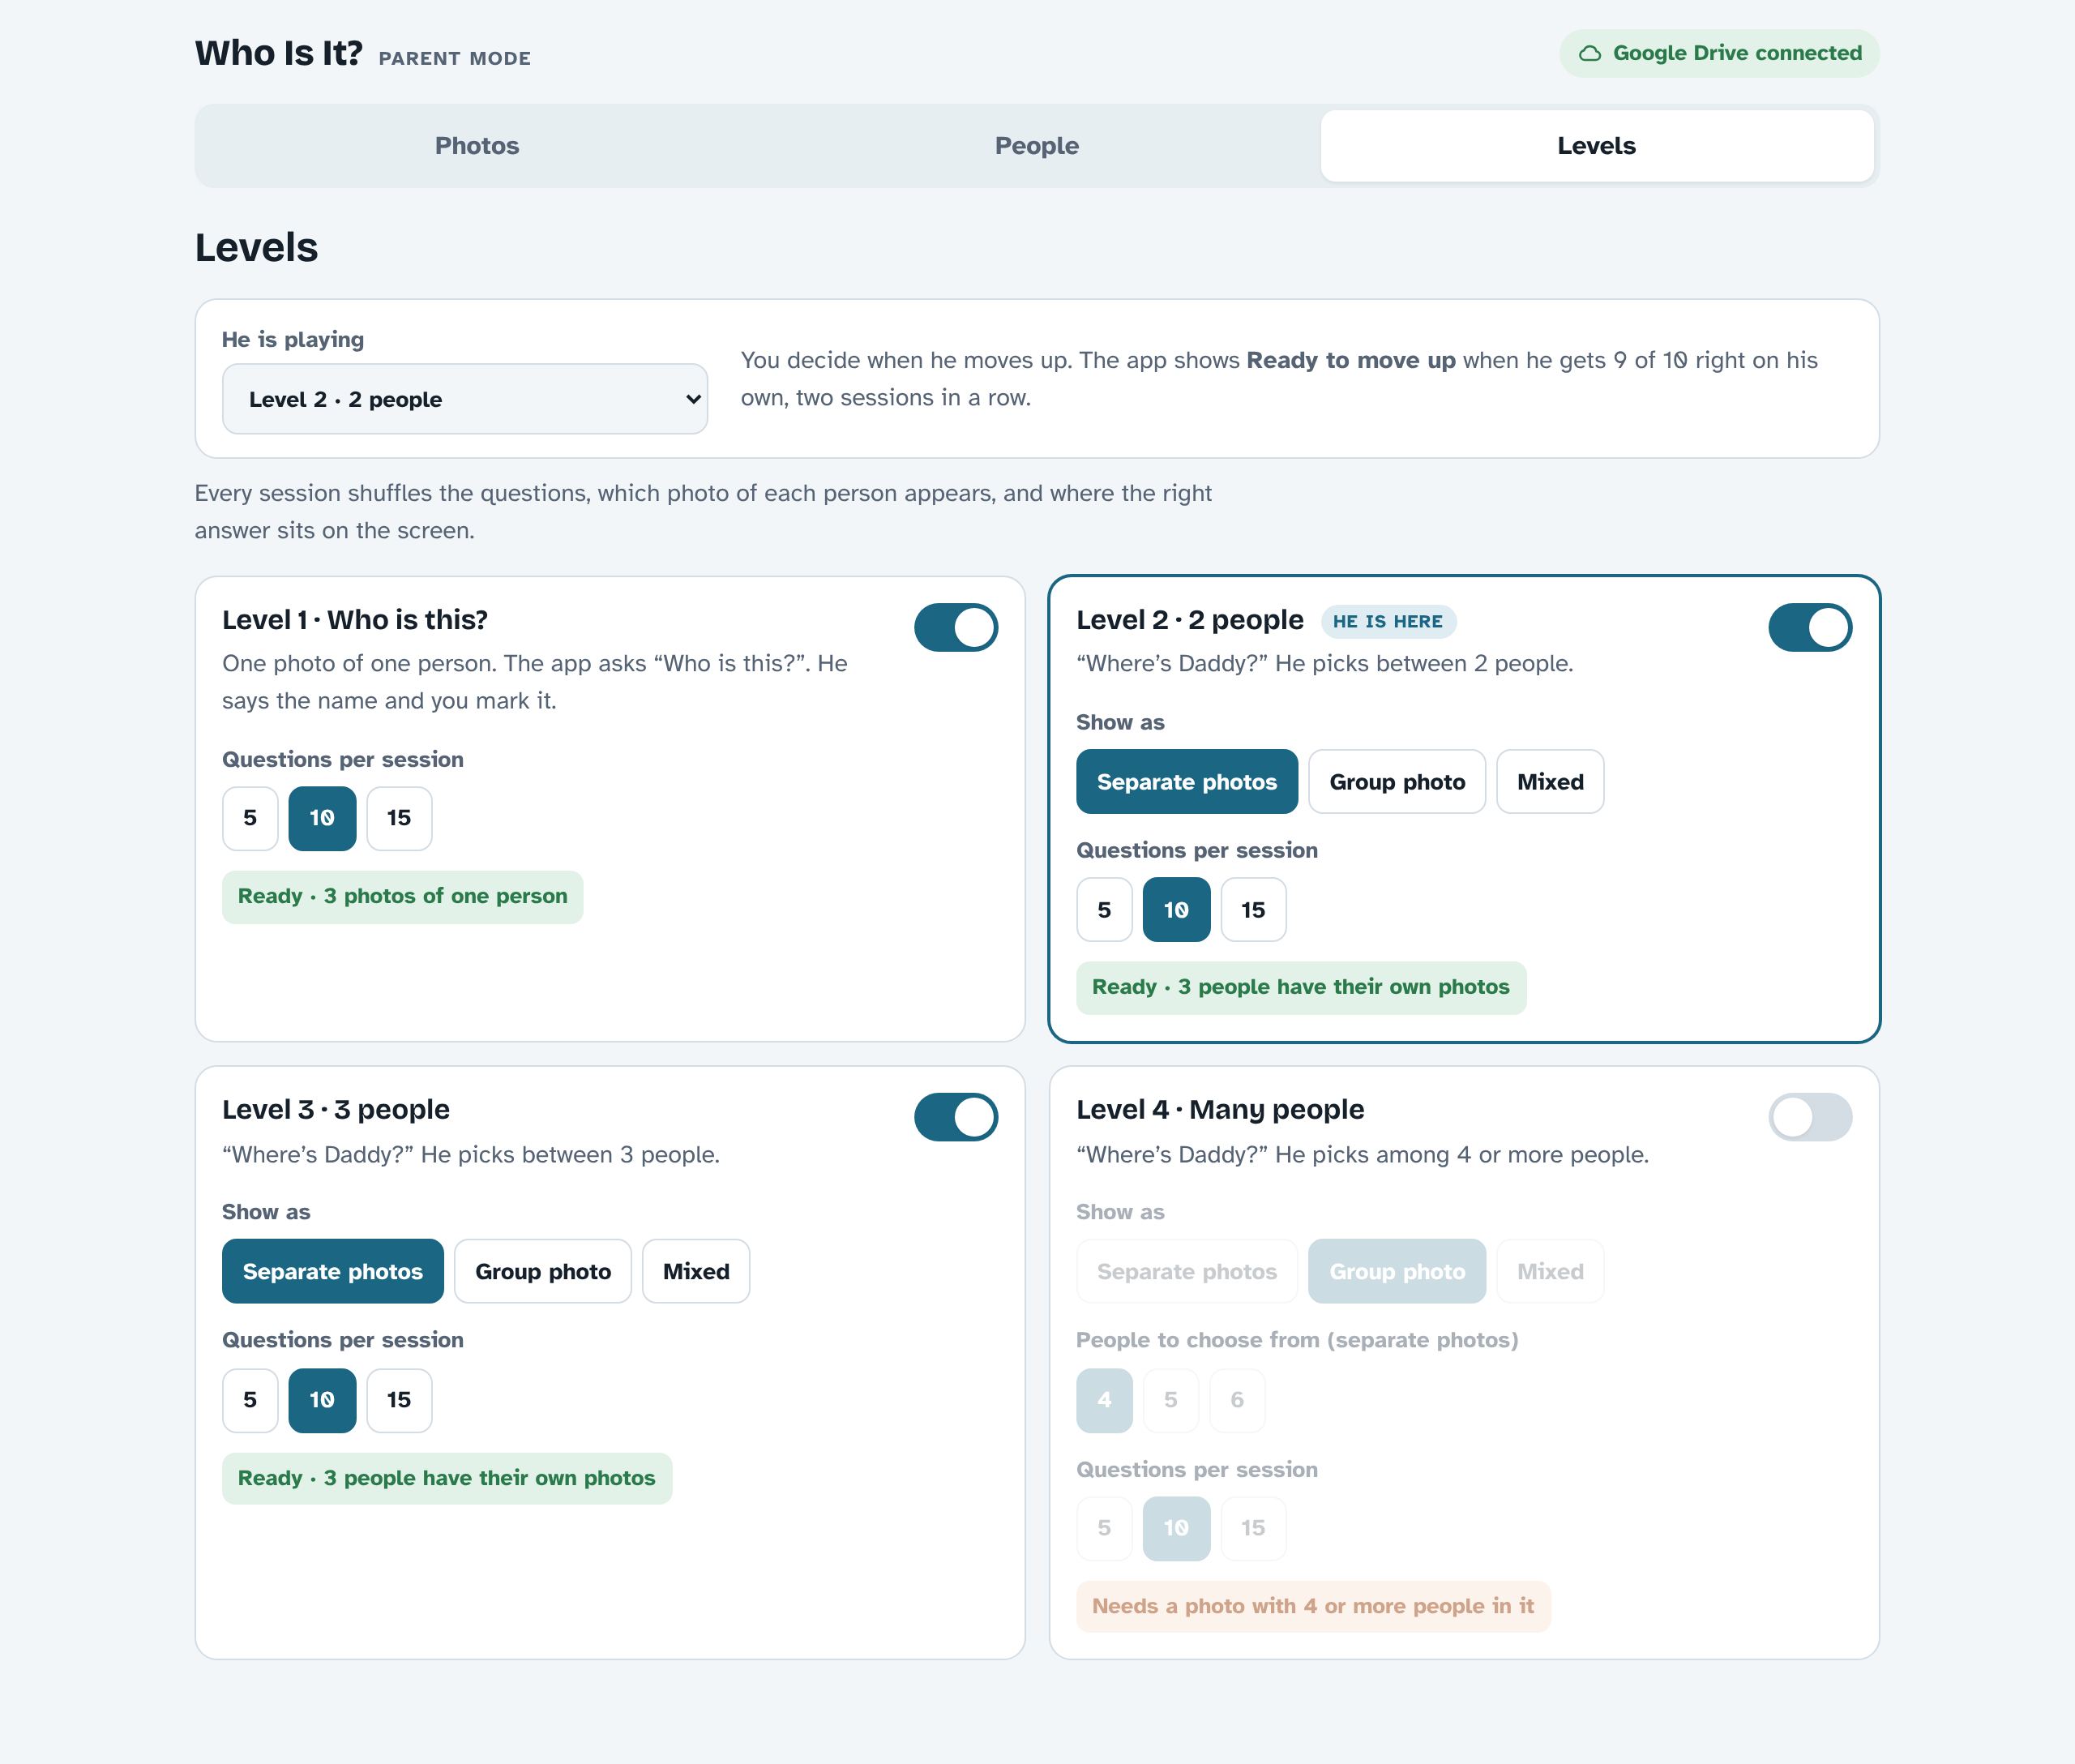 Who Is It? PARENT MODE
Google Drive connected
Photos
People
Levels
Levels
He is playing
Level 2 · 2 people
You decide when he moves up. The app shows Ready to move up when he gets 9 of 10 right on his
own, two sessions in a row.
Every session shuffles the questions, which photo of each person appears, and where the right
answer sits on the screen.
Level 1 · Who is this?
One photo of one person. The app asks “Who is this?”. He
says the name and you mark it.
Questions per session
5 10 15
Ready · 3 photos of one person
Level 2 · 2 people HE IS HERE
“Where’s Daddy?” He picks between 2 people.
Show as
Separate photos Group photo Mixed
Questions per session
5 10 15
Ready · 3 people have their own photos
Level 3 · 3 people
“Where’s Daddy?” He picks between 3 people.
Show as
Separate photos Group photo Mixed
Questions per session
5 10 15
Ready · 3 people have their own photos
Level 4 · Many people
“Where’s Daddy?” He picks among 4 or more people.
Show as
Separate photos Group photo Mixed
People to choose from (separate photos)
4 5 6
Questions per session
5 10 15
Needs a photo with 4 or more people in it